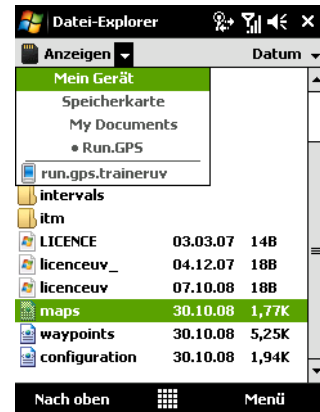 Datei-Explorer
Anzeigen Datum
Mein Gerät
Speicherkarte
My Documents
• Run.GPS
run.gps.traineruv
intervals
itm
LICENCE 03.03.07 14B
licenceuv_ 04.12.07 18B
licenceuv 07.10.08 18B
maps 30.10.08 1,77K
waypoints 30.10.08 5,25K
configuration 30.10.08 1,94K
Nach oben Menü